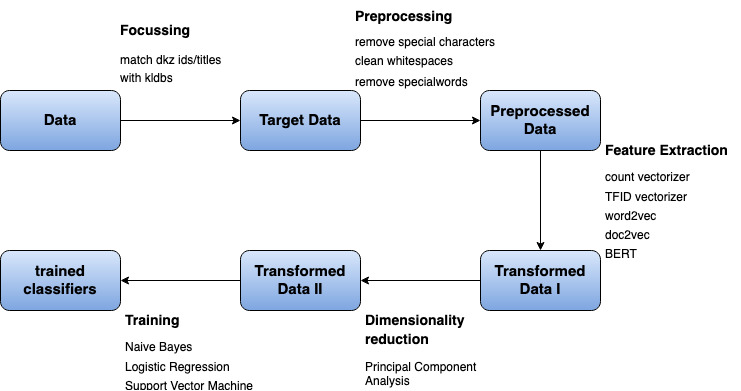 Focussing
match dkz ids/titles
with kldbs
Preprocessing
remove special characters
clean whitespaces
remove specialwords
Data
Target Data
Preprocessed
Data
Feature Extraction
count vectorizer
TFID vectorizer
word2vec
doc2vec
BERT
trained
classifiers
Transformed
Data II
Transformed
Data I
Training
Naive Bayes
Logistic Regression
Support Vector Machine
Dimensionality
reduction
Principal Component
Analysis